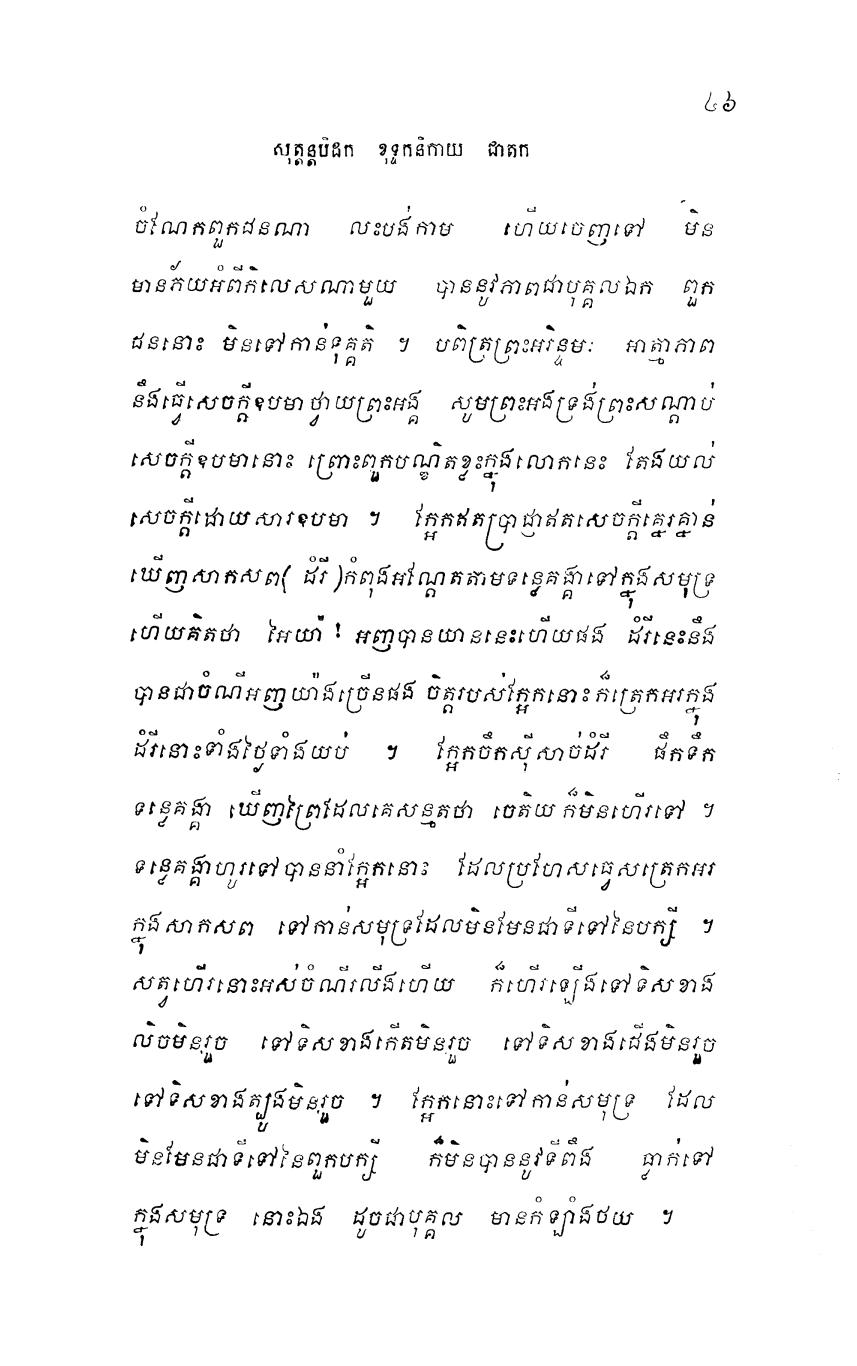 ៤៦
សុត្តន្តបិដក ខុទ្ទកនិកាយ ជាតក
ចំណែកពួកជនណា លះបង់កាម ហើយចេញទៅ មិន
មានភ័យអំពីកិលេសណាមួយ បាននូវភាពជាបុគ្គលឯក ពួក
ជននោះ មិនទៅកាន់ទុគ្គតិ ។ បពិត្រព្រះអរិន្ទមៈ អាត្មាភាព
នឹងធ្វើសេចក្តីឧបមាថ្វាយព្រះអង្គ សូមព្រះអង្គទ្រង់ព្រះសណ្តាប់
សេចក្តីឧបមានោះ ព្រោះពួកបណ្ឌិតខ្លះក្នុងលោកនេះ តែងយល់
សេចក្តីដោយសារឧបមា ។ ក្អែកឥតប្រាជ្ញាឥតសេចក្តីគ្នេរគ្នាន់
ឃើញសាកសព( ដំរី )កំពុងអណ្តែតតាមទន្លេគង្គាទៅក្នុងសមុទ្រ
ហើយគិតថា អៃយ៉ា ! អញបានយាននេះហើយផង ដំរីនេះនឹង
បានជាចំណីអញយ៉ាងច្រើនផង ចិត្តរបស់ក្អែកនោះក៏ត្រេកអរក្នុង
ដំរីនោះទាំងថ្ងៃទាំងយប់ ។ ក្អែកចឹកស៊ីសាច់ដំរី ផឹកទឹក
ទន្លេគង្គា ឃើញព្រៃដែលគេសន្មតថា ចេតិយ ក៏មិនហើរទៅ ។
ទន្លេគង្គាហូរទៅបាននាំក្អែកនោះ ដែលប្រហែសធ្វេសត្រេកអរ
ក្នុងសាកសព ទៅកាន់សមុទ្រដែលមិនមែនជាទីទៅនៃបក្សី ។
សត្វហើរនោះអស់ចំណីរលីងហើយ ក៏ហើរឡើងទៅទិសខាង
លិចមិនរួច ទៅទិសខាងកើតមិនរួច ទៅទិសខាងជើងមិនរួច
ទៅទិសខាងត្បូងមិនរួច ។ ក្អែកនោះទៅកាន់សមុទ្រ ដែល
មិនមែនជាទីទៅនៃពួកបក្សី ក៏មិនបាននូវទីពឹង ធ្លាក់ទៅ
ក្នុងសមុទ្រ នោះឯង ដូចជាបុគ្គល មានកំឡាំងថយ ។